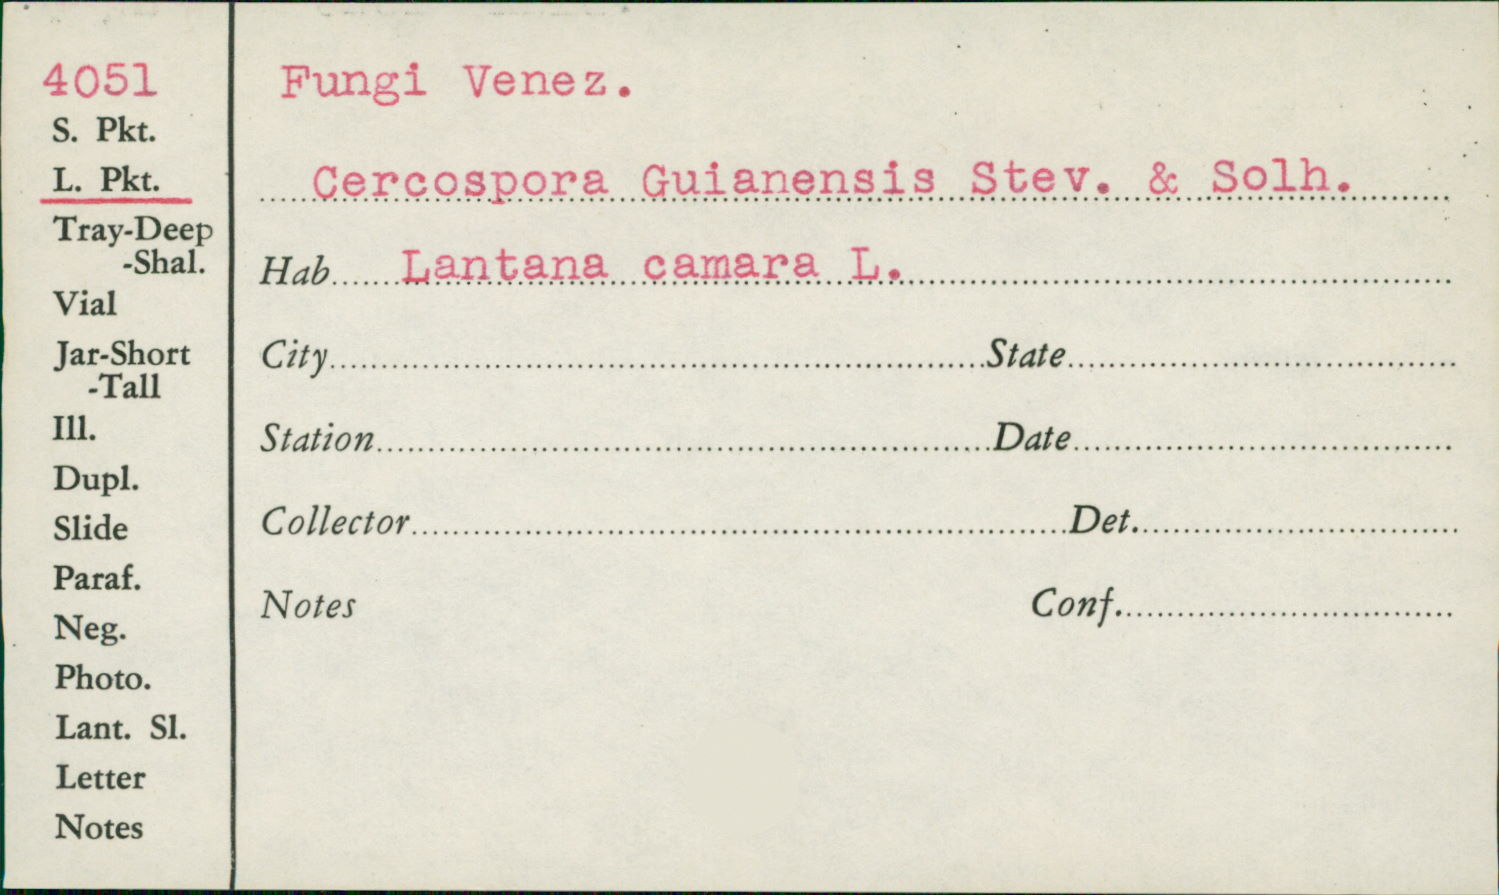 4051
S. Pkt.
L. Pkt.
Tray-Deep
-Shal.
Vial
Jar-Short
-Tall
Ill.
Dupl.
Slide
Paraf.
Neg.
Photo.
Lant. Sl.
Letter
Notes
Fungi Venez.
Cercospora Guianensis Stev. & Solh.
Hab. Lantana camara L.
City State
Station Date
Collector Det.
Notes Conf.